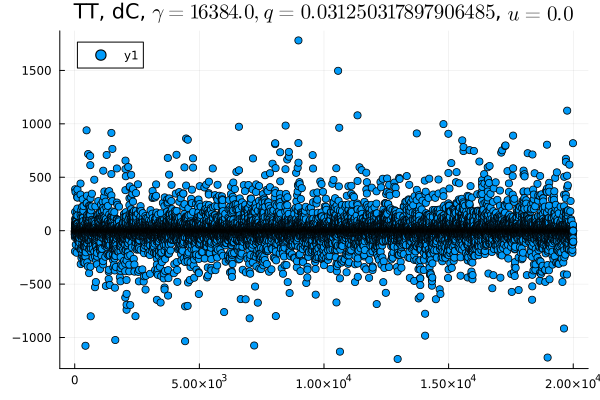 TT, dC, γ = 16384.0, q = 0.031250317897906485, u = 0.0
y1
1500
1000
500
0
−500
−1000
0 5.00×10³ 1.00×10⁴ 1.50×10⁴ 2.00×10⁴